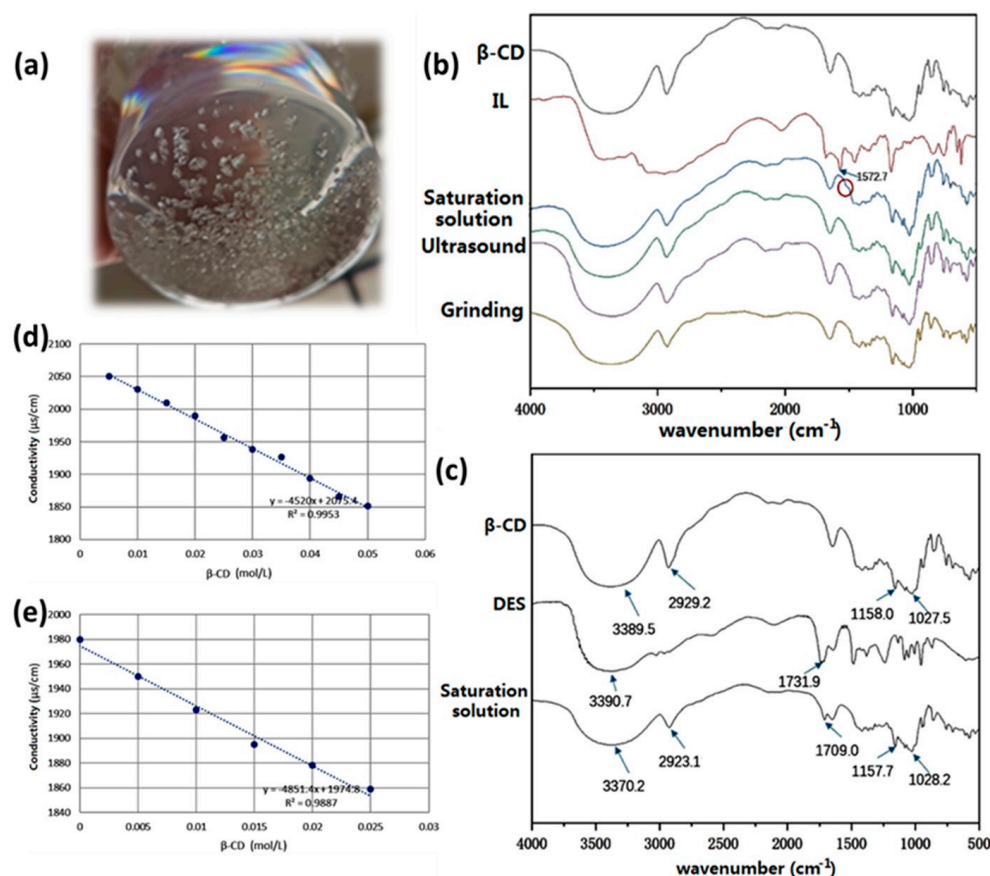 (a)
(b)
β-CD
IL
1572.7
Saturation
solution
Ultrasound
Grinding
4000 3000 2000 1000
wavenumber (cm-1)
(d)
2100
2050
2000
1950
1900
1850
1800
Conductivity (μs/cm)
y = -4520x + 2075.4
R² = 0.9953
0 0.01 0.02 0.03 0.04 0.05 0.06
β-CD (mol/L)
(c)
β-CD
3389.5
2929.2
1158.0
1027.5
DES
3390.7
1731.9
Saturation
solution
3370.2
2923.1
1709.0
1157.7
1028.2
4000 3500 3000 2500 2000 1500 1000 500
wavenumber (cm-1)
(e)
2000
1980
1960
1940
1920
1900
1880
1860
1840
Conductivity (μs/cm)
y = -4851.4x + 1974.8
R² = 0.9887
0 0.005 0.01 0.015 0.02 0.025 0.03
β-CD (mol/L)